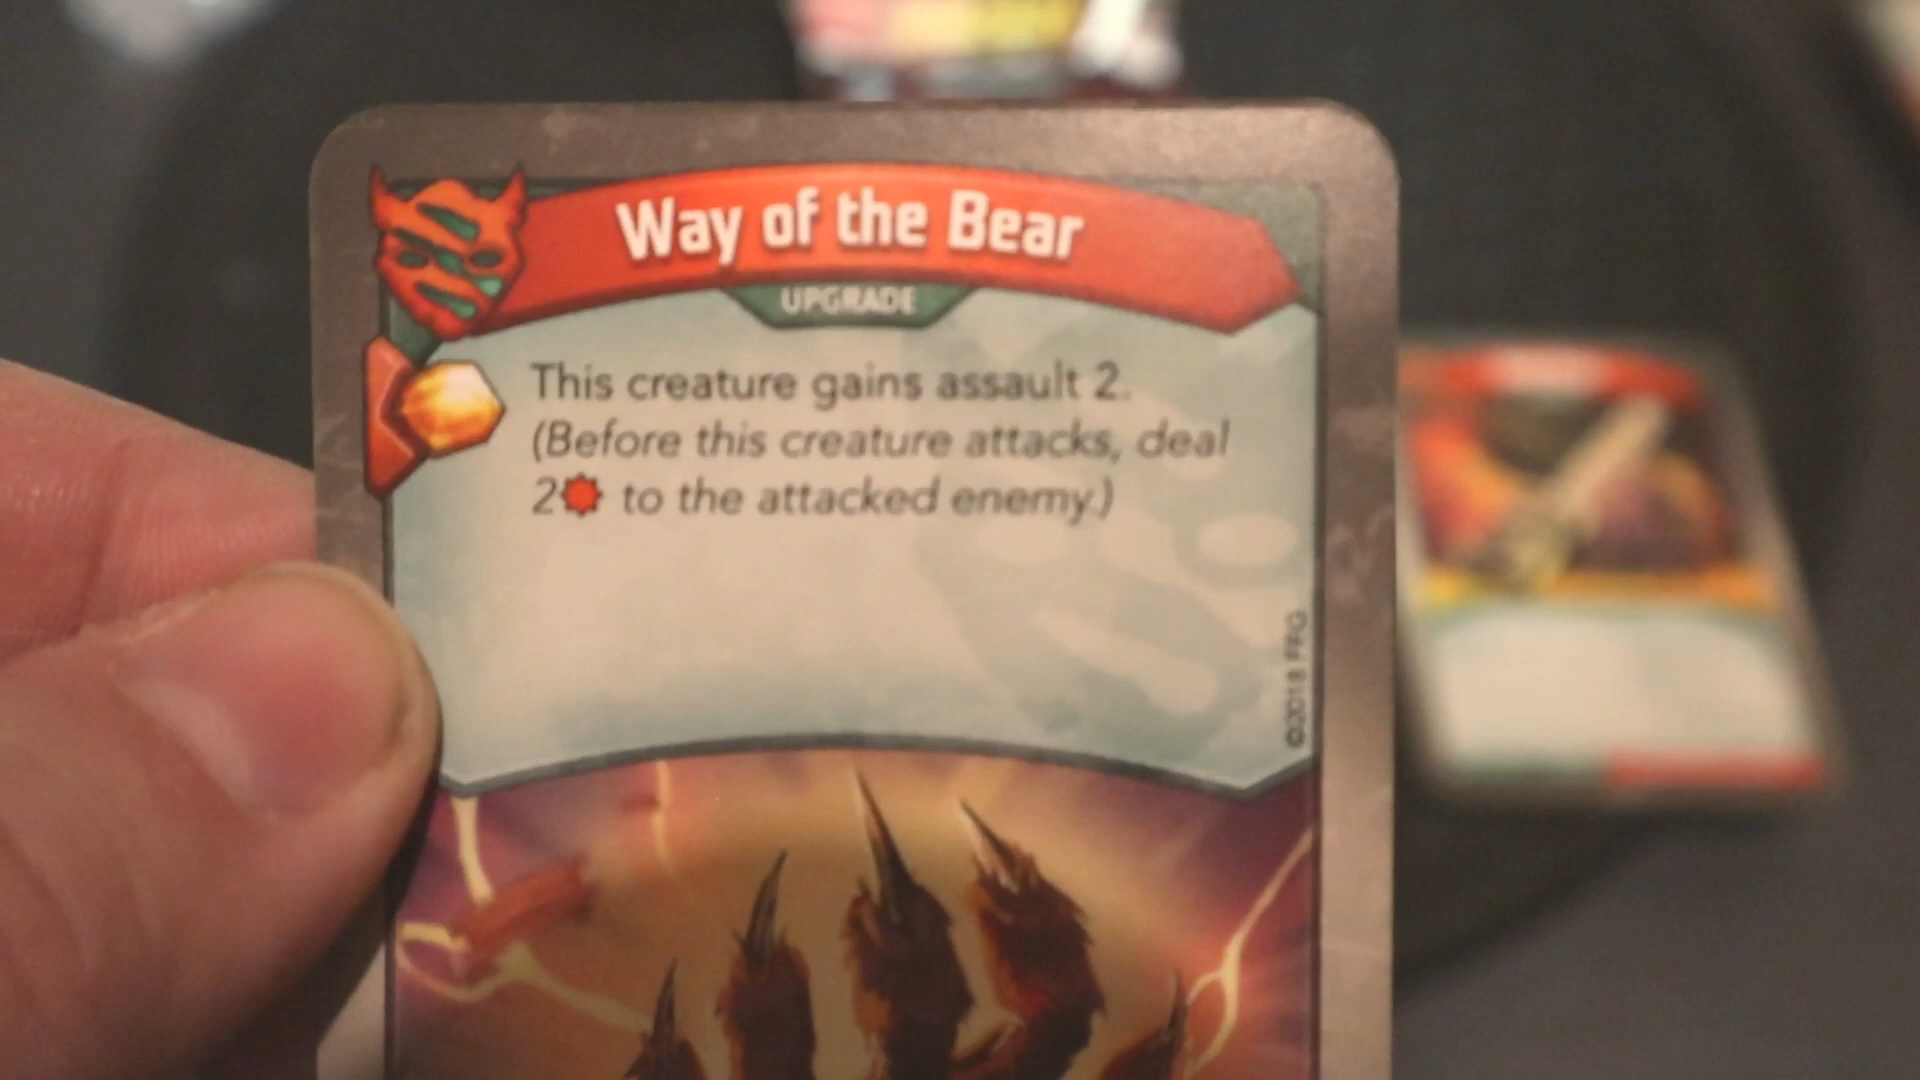 Way of the Bear
UPGRADE
This creature gains assault 2.
(Before this creature attacks, deal
2 to the attacked enemy.)
©2018 FFG